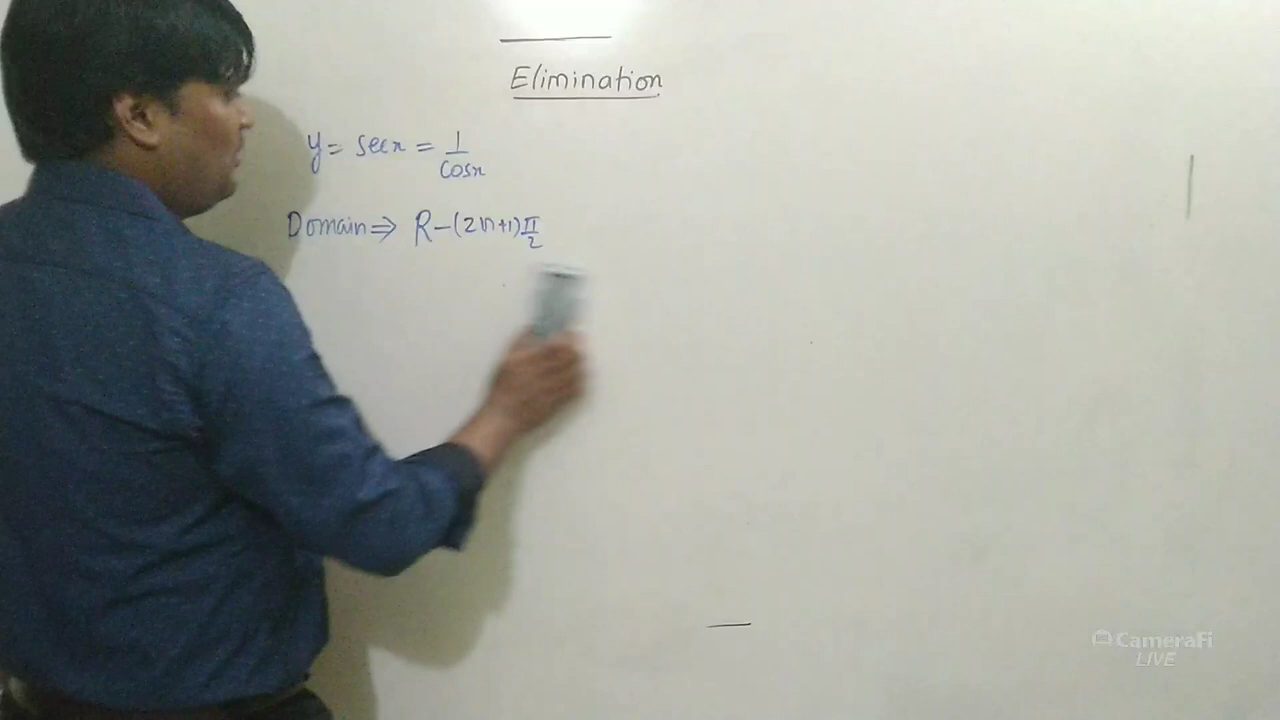 Elimination
y = secx = 1/cosx
Domain ⇒ R-(2n+1)π/2
CameraFi
LIVE